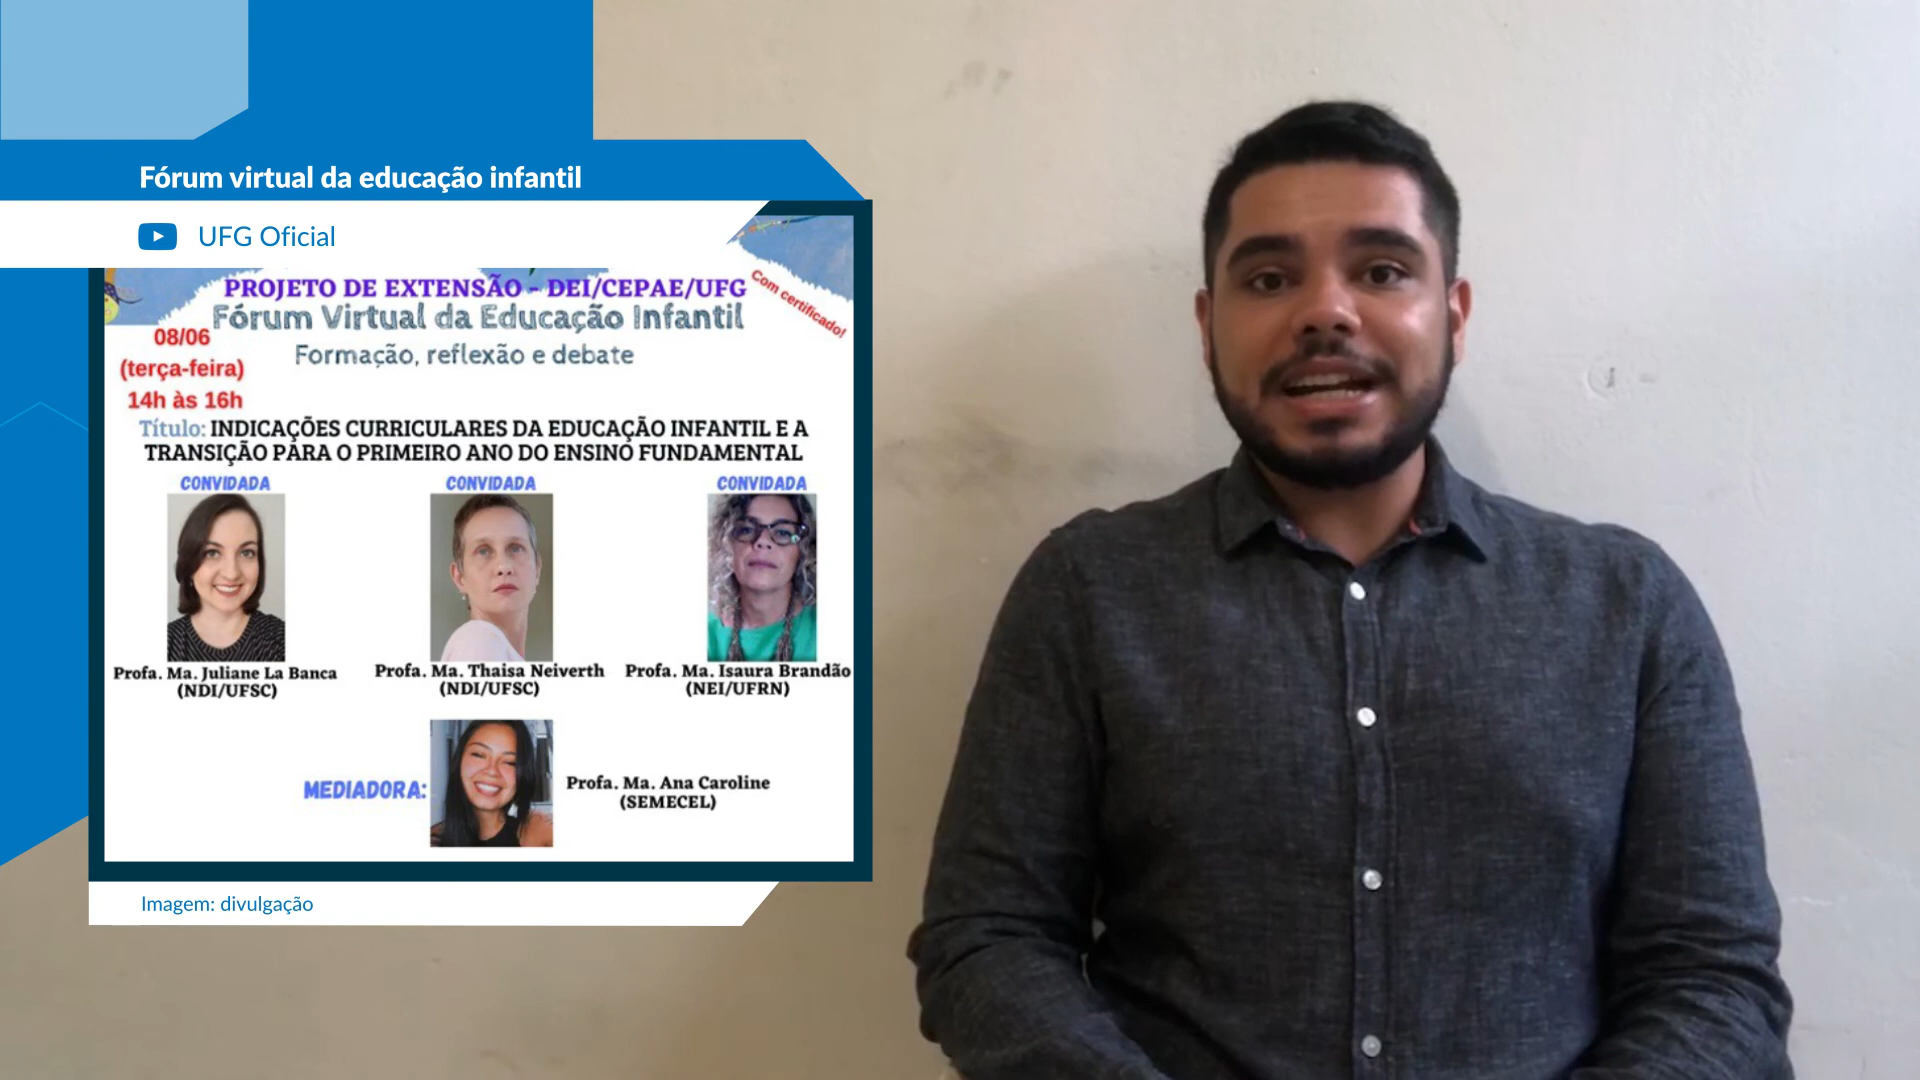 Fórum virtual da educação infantil
UFG Oficial
PROJETO DE EXTENSÃO - DEI/CEPAE/UFG
Com certificado!
Fórum Virtual da Educação Infantil
Formação, reflexão e debate
08/06
(terça-feira)
14h às 16h
Título: INDICAÇÕES CURRICULARES DA EDUCAÇÃO INFANTIL E A
TRANSIÇÃO PARA O PRIMEIRO ANO DO ENSINO FUNDAMENTAL
CONVIDADA
CONVIDADA
CONVIDADA
Profa. Ma. Juliane La Banca
(NDI/UFSC)
Profa. Ma. Thaisa Neiverth
(NDI/UFSC)
Profa. Ma. Isaura Brandão
(NEI/UFRN)
MEDIADORA:
Profa. Ma. Ana Caroline
(SEMECEL)
Imagem: divulgação